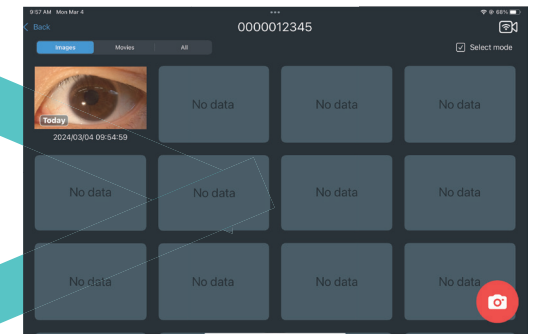 9:57 AM Mon Mar 4
68%
Back
0000012345
Images Movies All
Select mode
Today
No data No data No data
2024/03/04 09:54:59
No data No data No data No data
No data No data No data No data